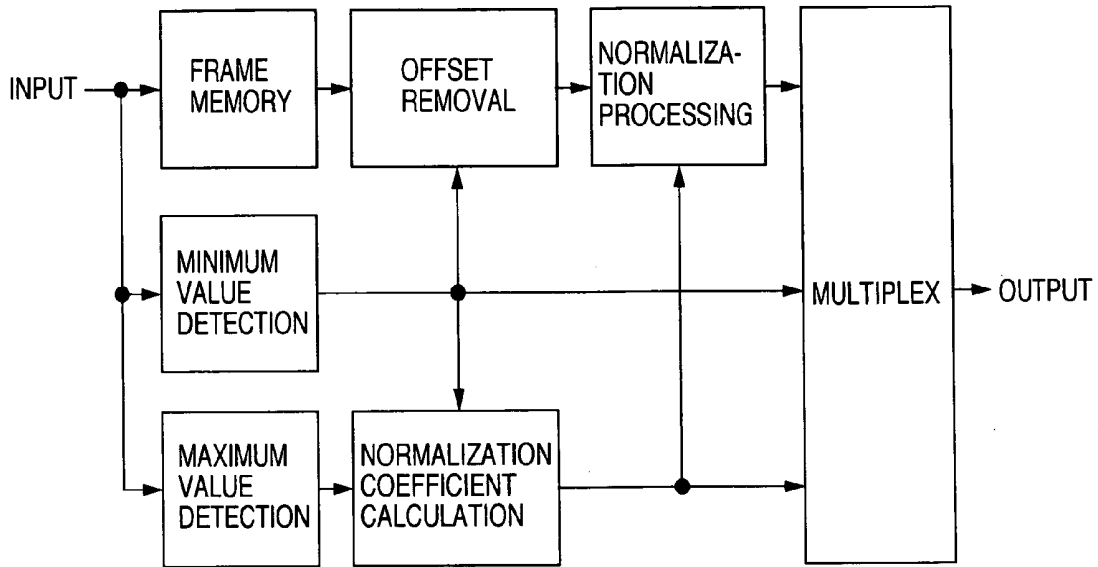 INPUT
FRAME
MEMORY
OFFSET
REMOVAL
NORMALIZA-
TION
PROCESSING
MINIMUM
VALUE
DETECTION
MULTIPLEX
OUTPUT
MAXIMUM
VALUE
DETECTION
NORMALIZATION
COEFFICIENT
CALCULATION